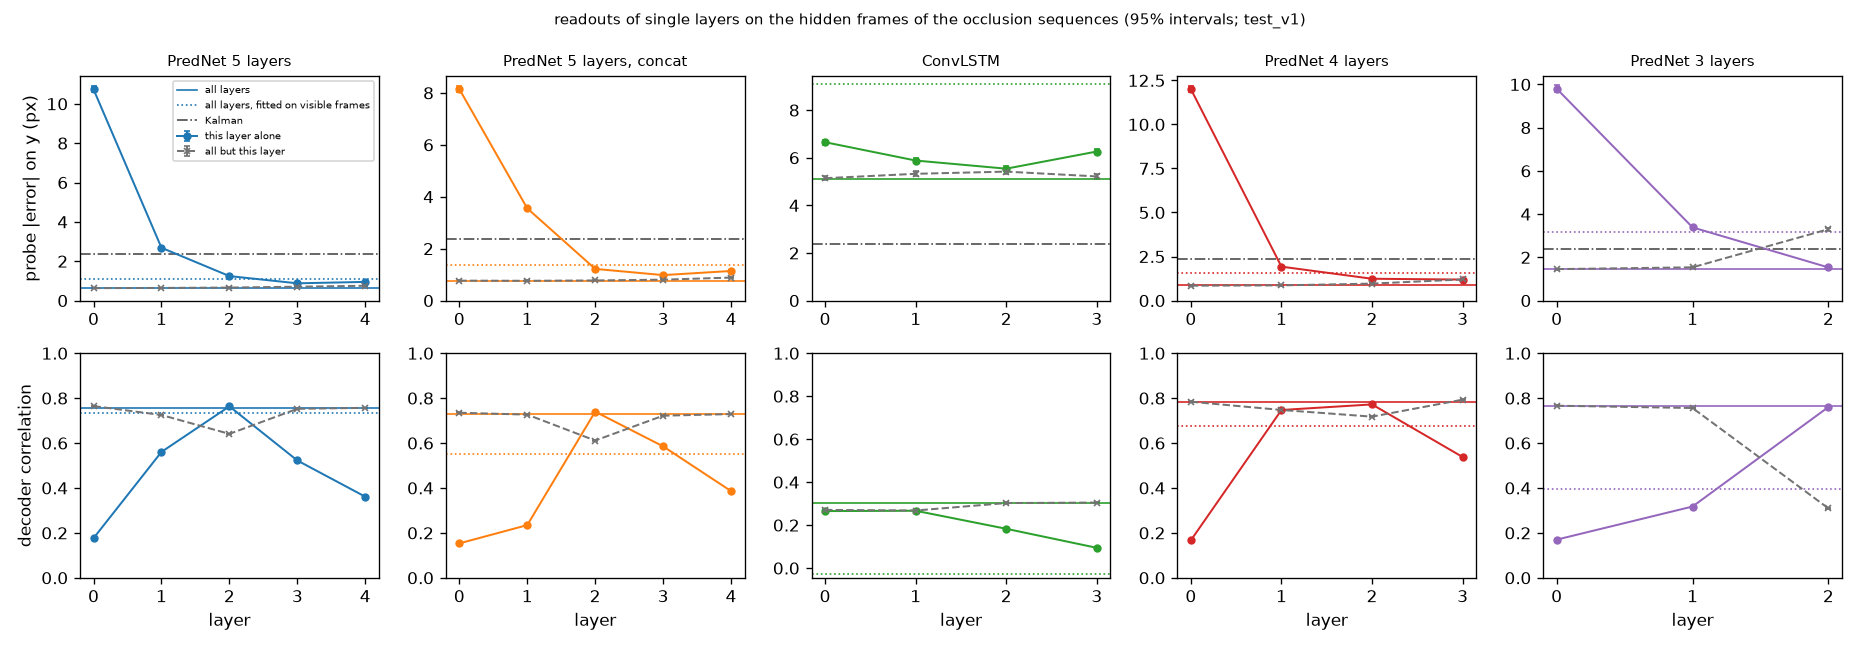 readouts of single layers on the hidden frames of the occlusion sequences (95% intervals; test_v1)
PredNet 5 layers
PredNet 5 layers, concat
ConvLSTM
PredNet 4 layers
PredNet 3 layers
probe |error| on y (px)
10
8
6
4
2
0
all layers
all layers, fitted on visible frames
Kalman
this layer alone
all but this layer
0 1 2 3 4
8
6
4
2
0
0 1 2 3 4
8
6
4
2
0
0 1 2 3
12.5
10.0
7.5
5.0
2.5
0.0
0 1 2 3
10
8
6
4
2
0
0 1 2
decoder correlation
1.0
0.8
0.6
0.4
0.2
0.0
0 1 2 3 4
layer
1.0
0.8
0.6
0.4
0.2
0.0
0 1 2 3 4
layer
1.0
0.8
0.6
0.4
0.2
0.0
0 1 2 3
layer
1.0
0.8
0.6
0.4
0.2
0.0
0 1 2 3
layer
1.0
0.8
0.6
0.4
0.2
0.0
0 1 2
layer